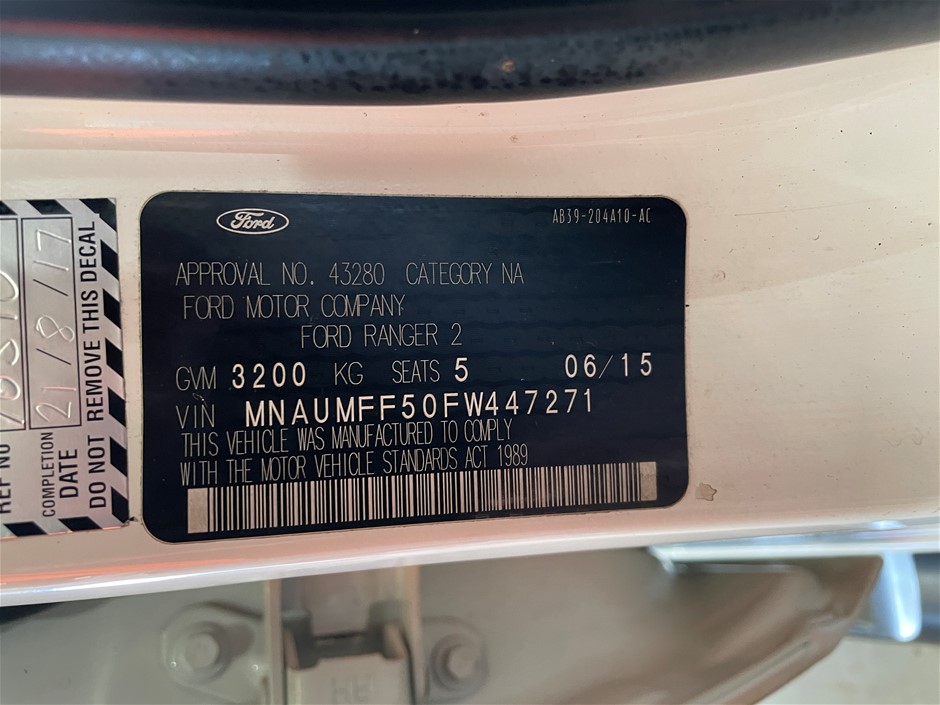 Ford
AB39-204A10-AC
APPROVAL NO. 43280 CATEGORY NA
FORD MOTOR COMPANY
FORD RANGER 2
GVM 3200 KG SEATS 5 06/15
VIN MNAUMFF50FW447271
THIS VEHICLE WAS MANUFACTURED TO COMPLY
WITH THE MOTOR VEHICLE STANDARDS ACT 1989
REF NO
COMPLETION
DATE
21/8/17
DO NOT REMOVE THIS DECAL